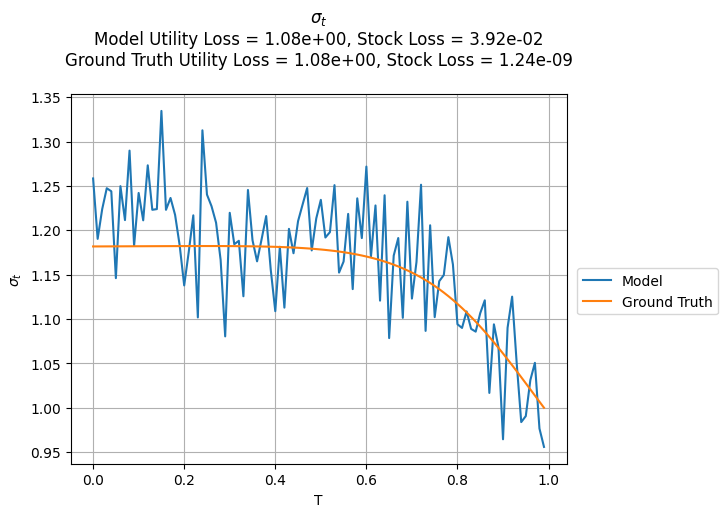 σt
Model Utility Loss = 1.08e+00, Stock Loss = 3.92e-02
Ground Truth Utility Loss = 1.08e+00, Stock Loss = 1.24e-09
1.35
1.30
1.25
1.20
1.15
1.10
1.05
1.00
0.95
σt
0.0 0.2 0.4 0.6 0.8 1.0
T
Model
Ground Truth